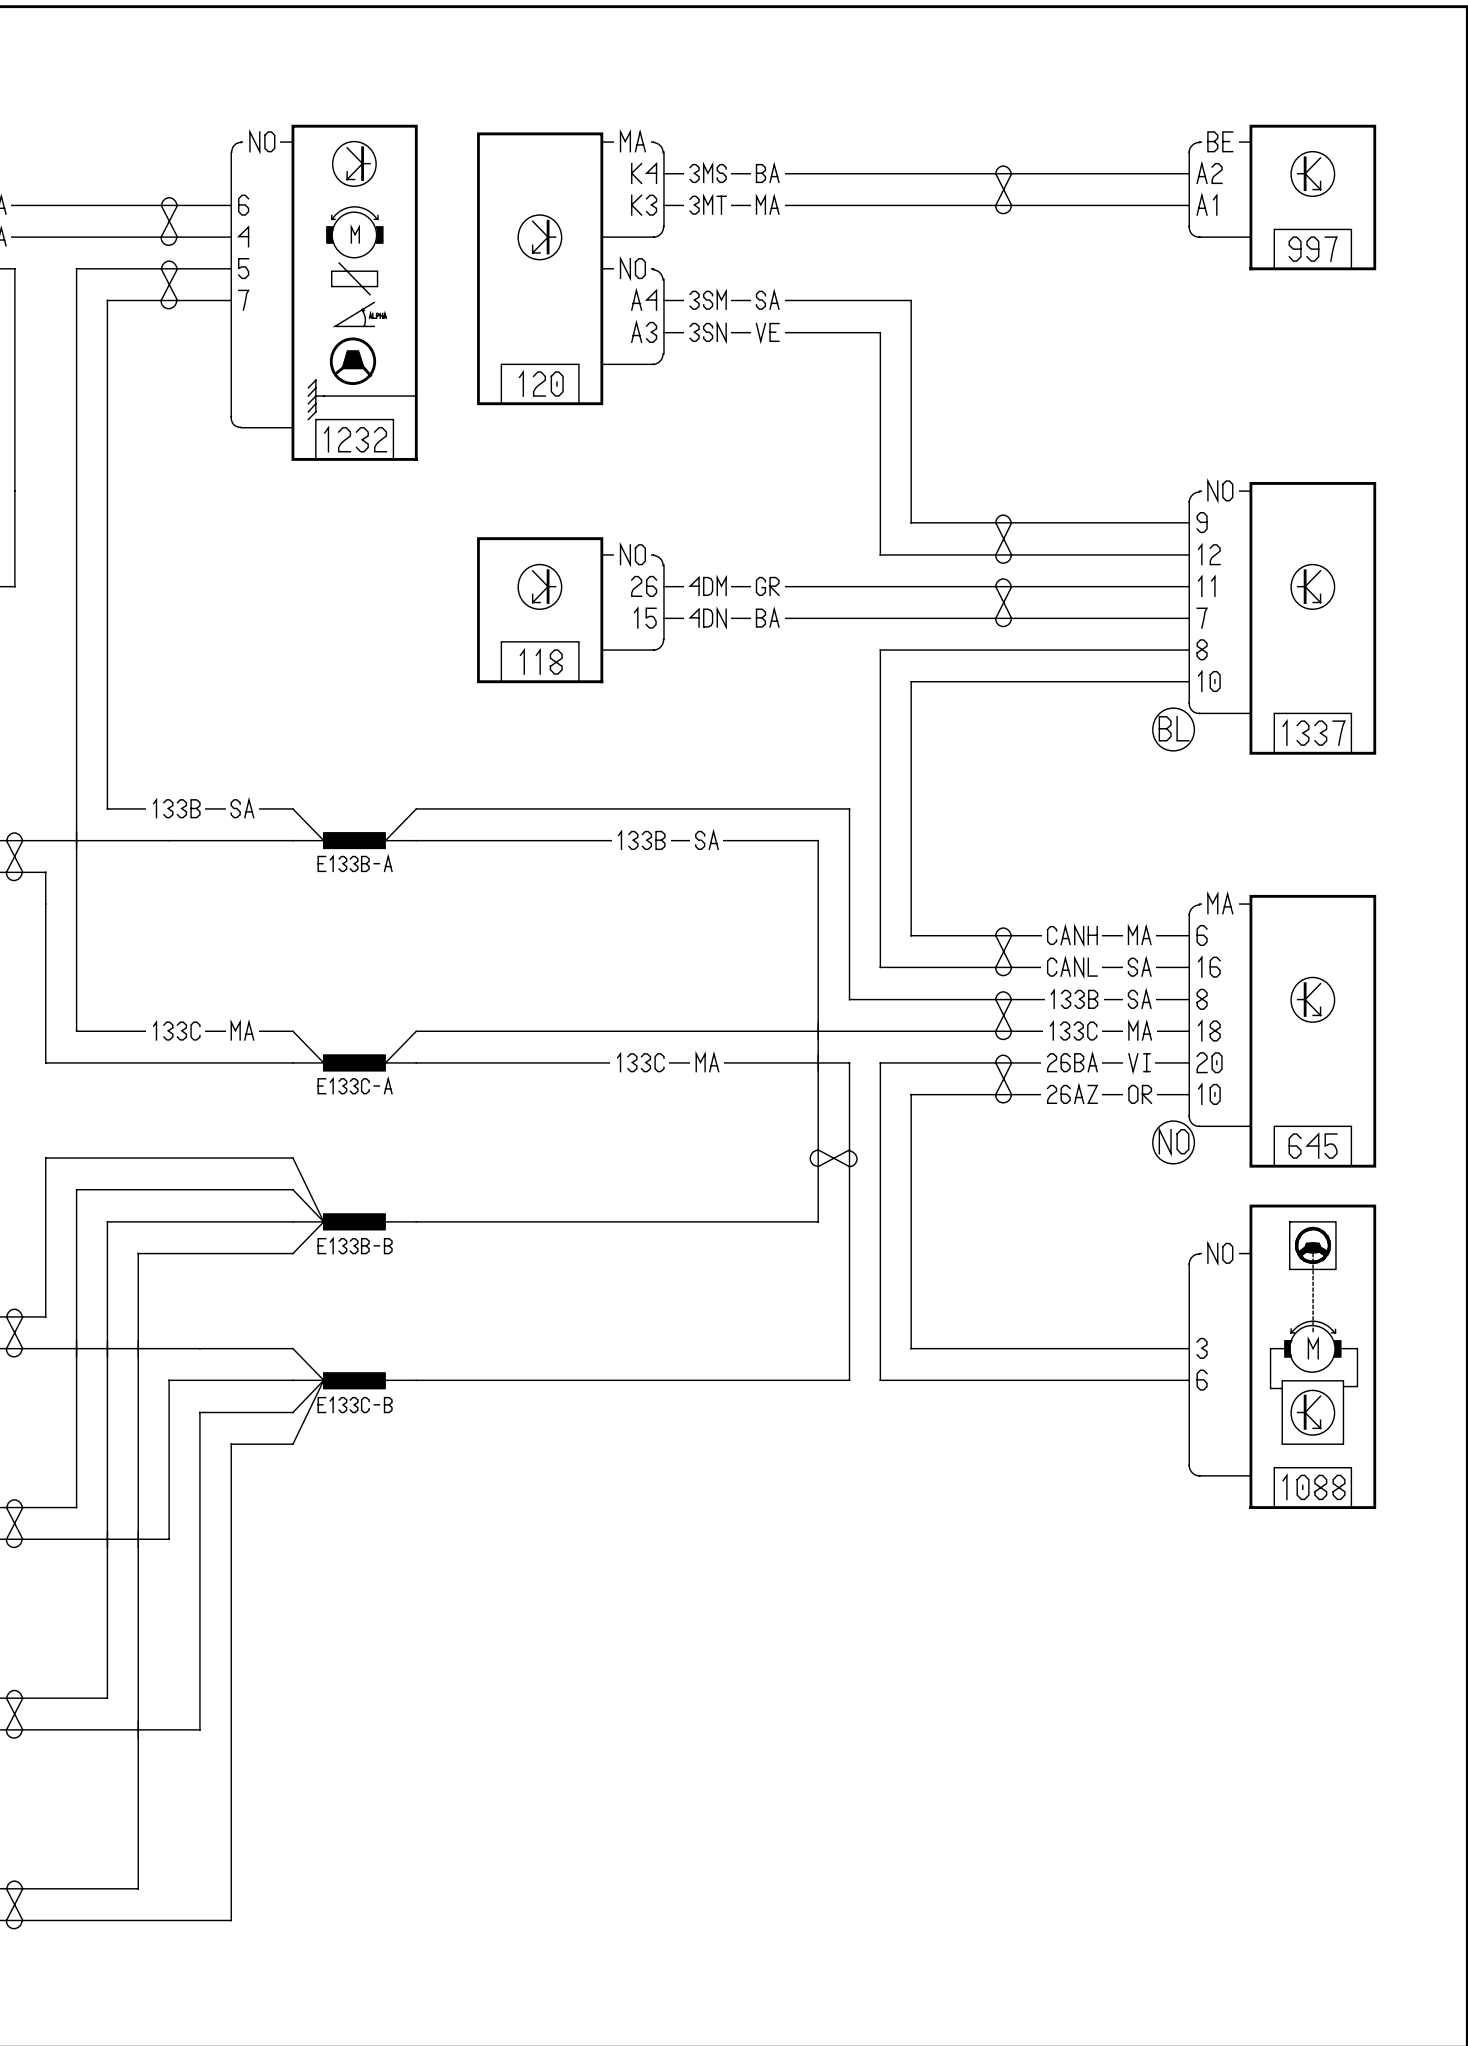 NO
6
4
5
7
M
ALPHA
1232
MA
K4 3MS BA
K3 3MT MA
NO
A4 3SM SA
A3 3SN VE
120
BE
A2
A1
997
NO
26 4DM GR
15 4DN BA
118
NO
9
12
11
7
8
10
BL
1337
133B SA
E133B-A
133B SA
133C MA
E133C-A
133C MA
MA
CANH MA 6
CANL SA 16
133B SA 8
133C MA 18
26BA VI 20
26AZ OR 10
NO
645
E133B-B
E133C-B
NO
3
6
M
1088